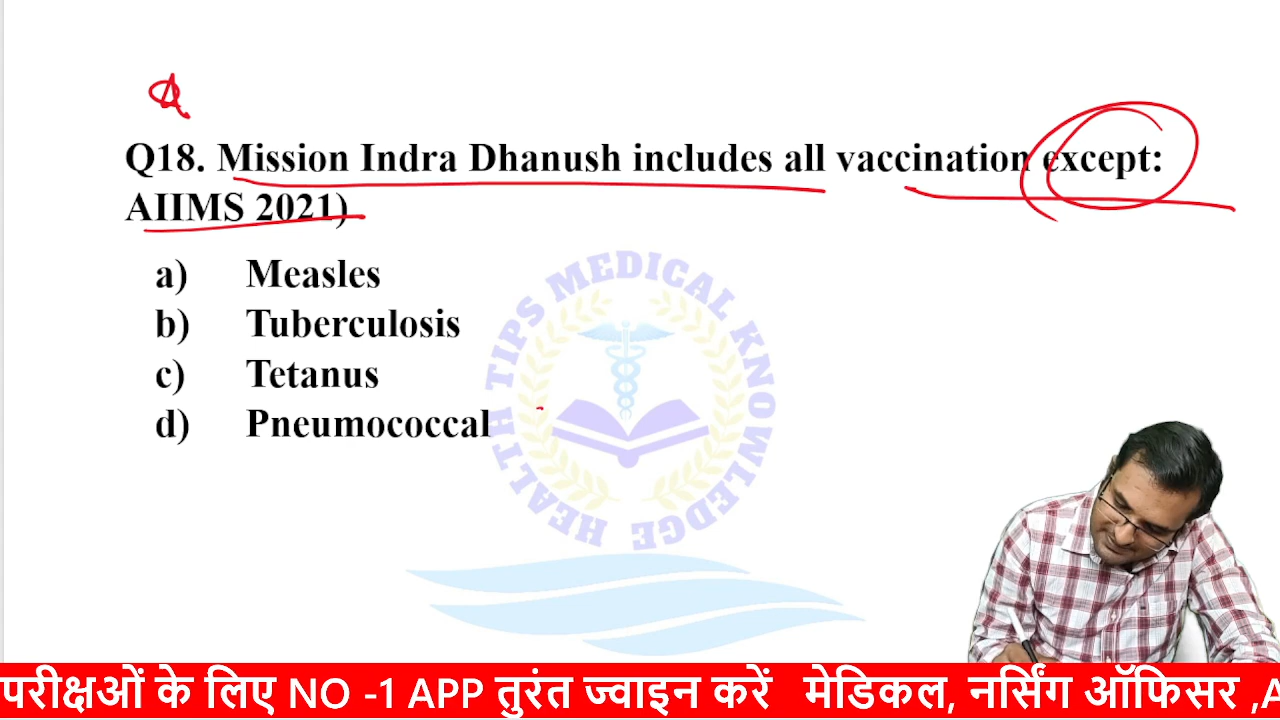 Q
Q18. Mission Indra Dhanush includes all vaccination except:
AIIMS 2021)
a) Measles
b) Tuberculosis
c) Tetanus
d) Pneumococcal
HEALTH TIPS MEDICAL KNOWLEDGE
परीक्षओं के लिए NO -1 APP तुरंत ज्वाइन करें मेडिकल, नर्सिंग ऑफिसर ,A